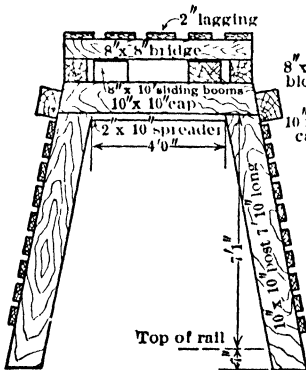 2" lagging
8" x 8" bridge
8" x 10" sliding booms
10" x 10" cap
2 x 10" spreader
4'0"
10" x 10" post 7'10" long
7'1"
Top of rail
8" x
blo
10"
ca